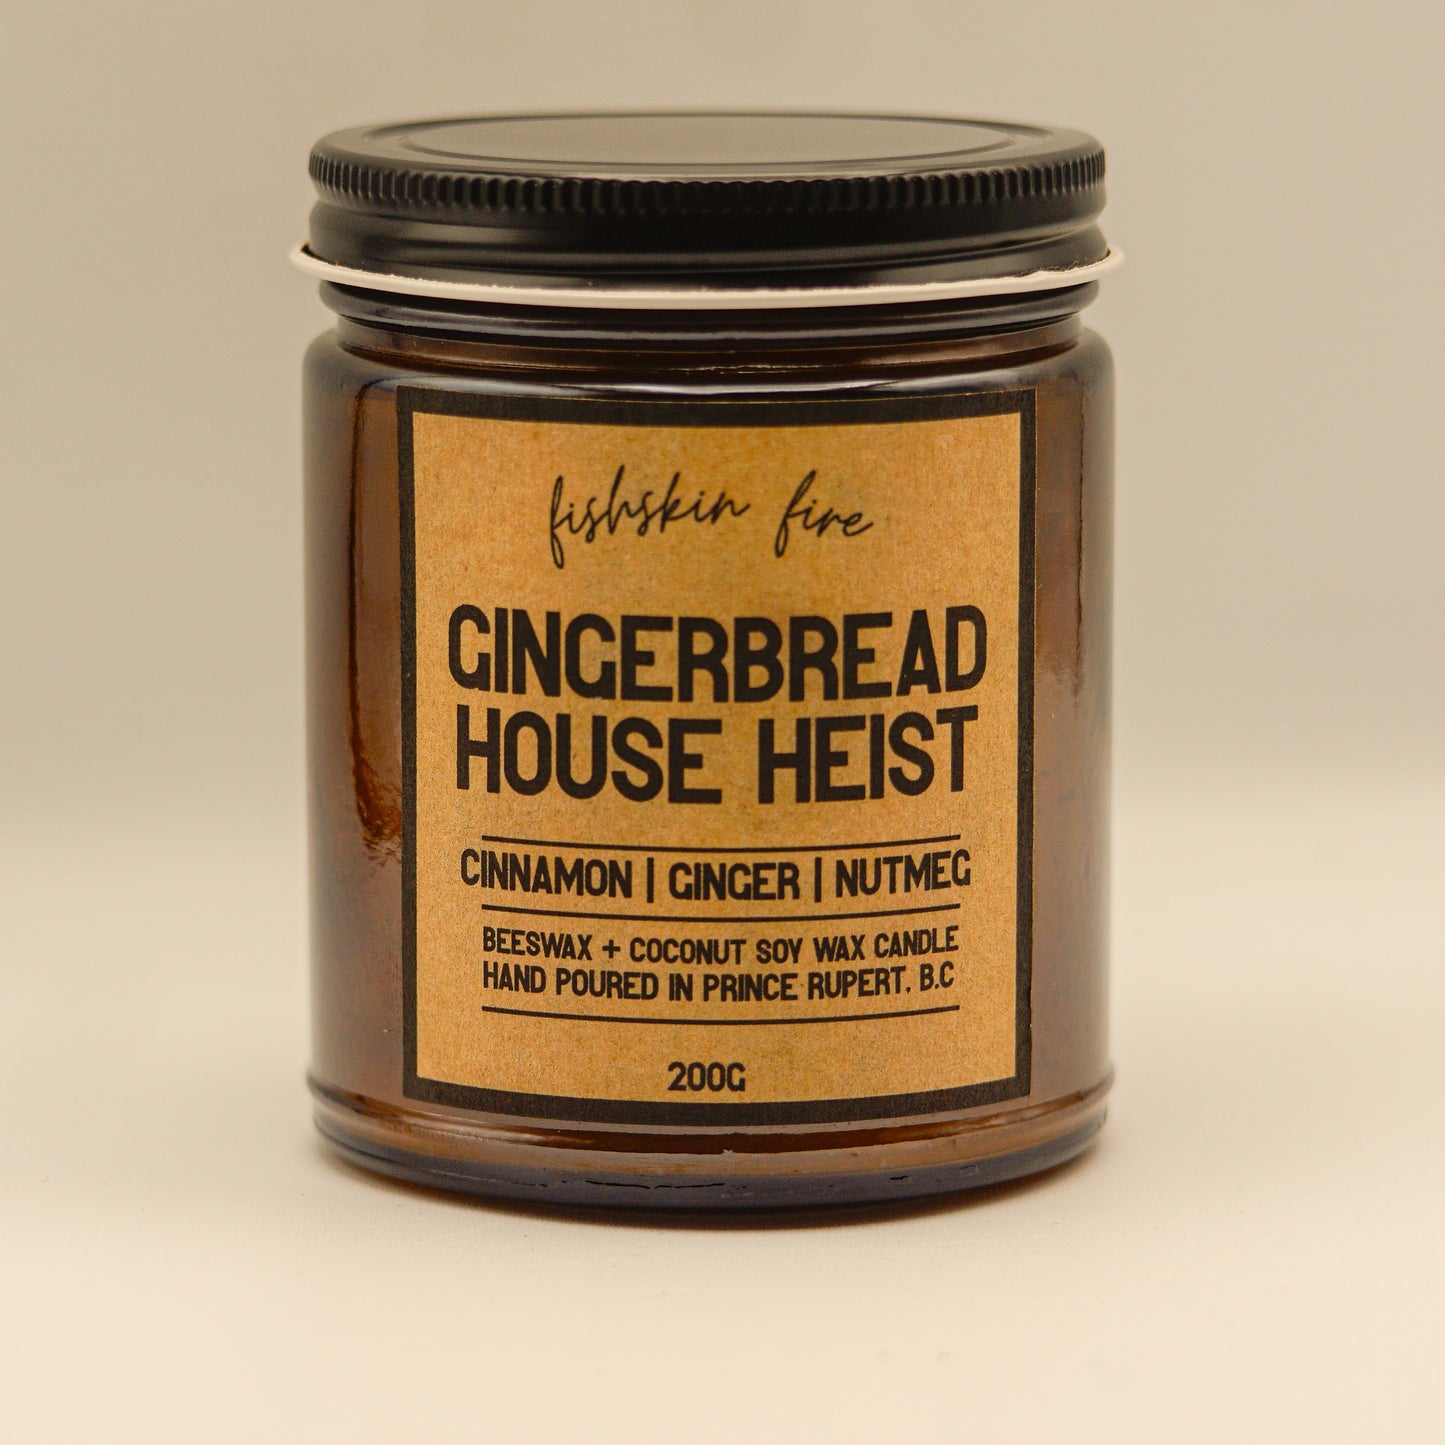 fishskin fire
GINGERBREAD
HOUSE HEIST
CINNAMON | GINGER | NUTMEG
BEESWAX + COCONUT SOY WAX CANDLE
HAND POURED IN PRINCE RUPERT, B.C
200G